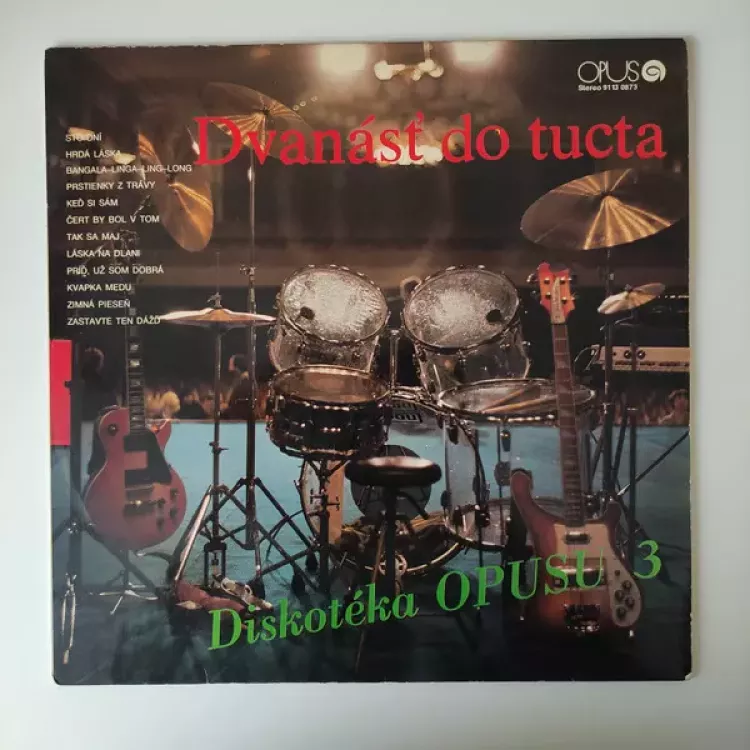 OPUS
Stereo 9113 0873
Dvanásť do tucta
STOJDNÍ
HRDÁ LÁSKA
BANGALA-LINGA-LING-LONG
PRSTIENKY Z TRÁVY
KEĎ SI SÁM
ČERT BY BOL V TOM
TAK SA MAJ
LÁSKA NA DLANI
PRÍĎ, UŽ SOM DOBRÁ
KVAPKA MEDU
ZIMNÁ PIESEŇ
ZASTAVTE TEN DÁŽĎ
Diskotéka OPUSU 3